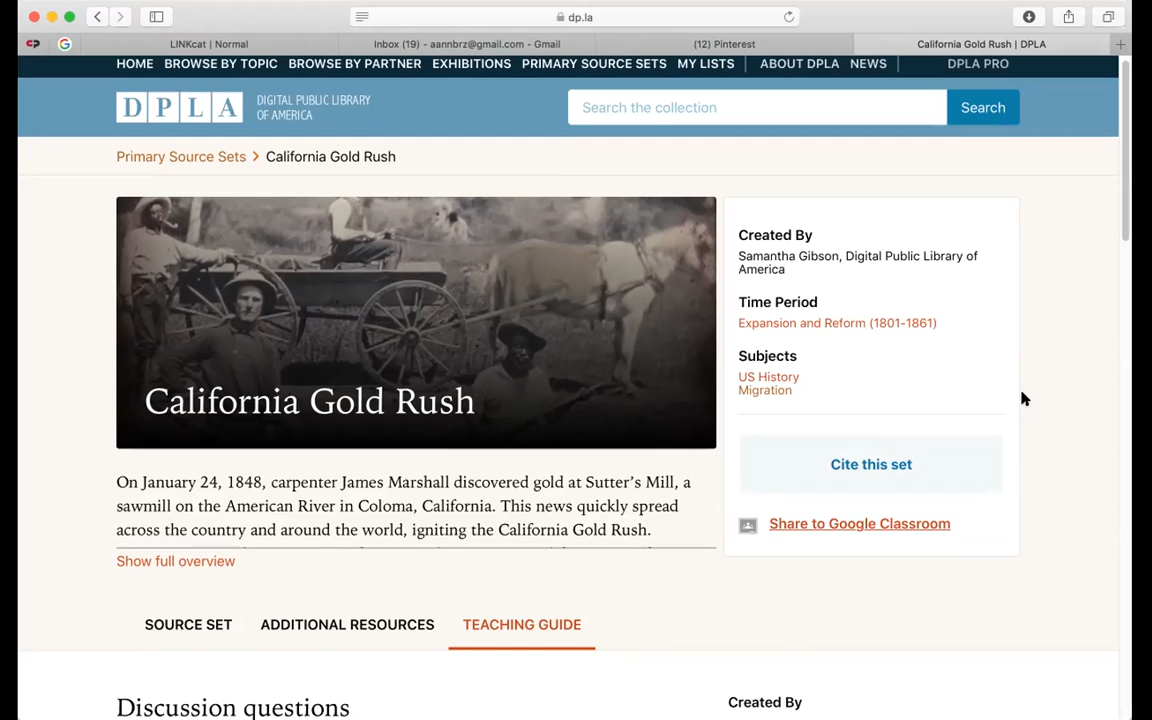 dp.la
LINKcat | Normal
Inbox (19) - aannbrz@gmail.com - Gmail
(12) Pinterest
California Gold Rush | DPLA
HOME BROWSE BY TOPIC BROWSE BY PARTNER EXHIBITIONS PRIMARY SOURCE SETS MY LISTS ABOUT DPLA NEWS DPLA PRO
DPLA
DIGITAL PUBLIC LIBRARY
OF AMERICA
Search the collection
Search
Primary Source Sets > California Gold Rush
California Gold Rush
Created By
Samantha Gibson, Digital Public Library of
America
Time Period
Expansion and Reform (1801-1861)
Subjects
US History
Migration
Cite this set
Share to Google Classroom
On January 24, 1848, carpenter James Marshall discovered gold at Sutter’s Mill, a
sawmill on the American River in Coloma, California. This news quickly spread
across the country and around the world, igniting the California Gold Rush.
Show full overview
SOURCE SET ADDITIONAL RESOURCES TEACHING GUIDE
Discussion questions
Created By